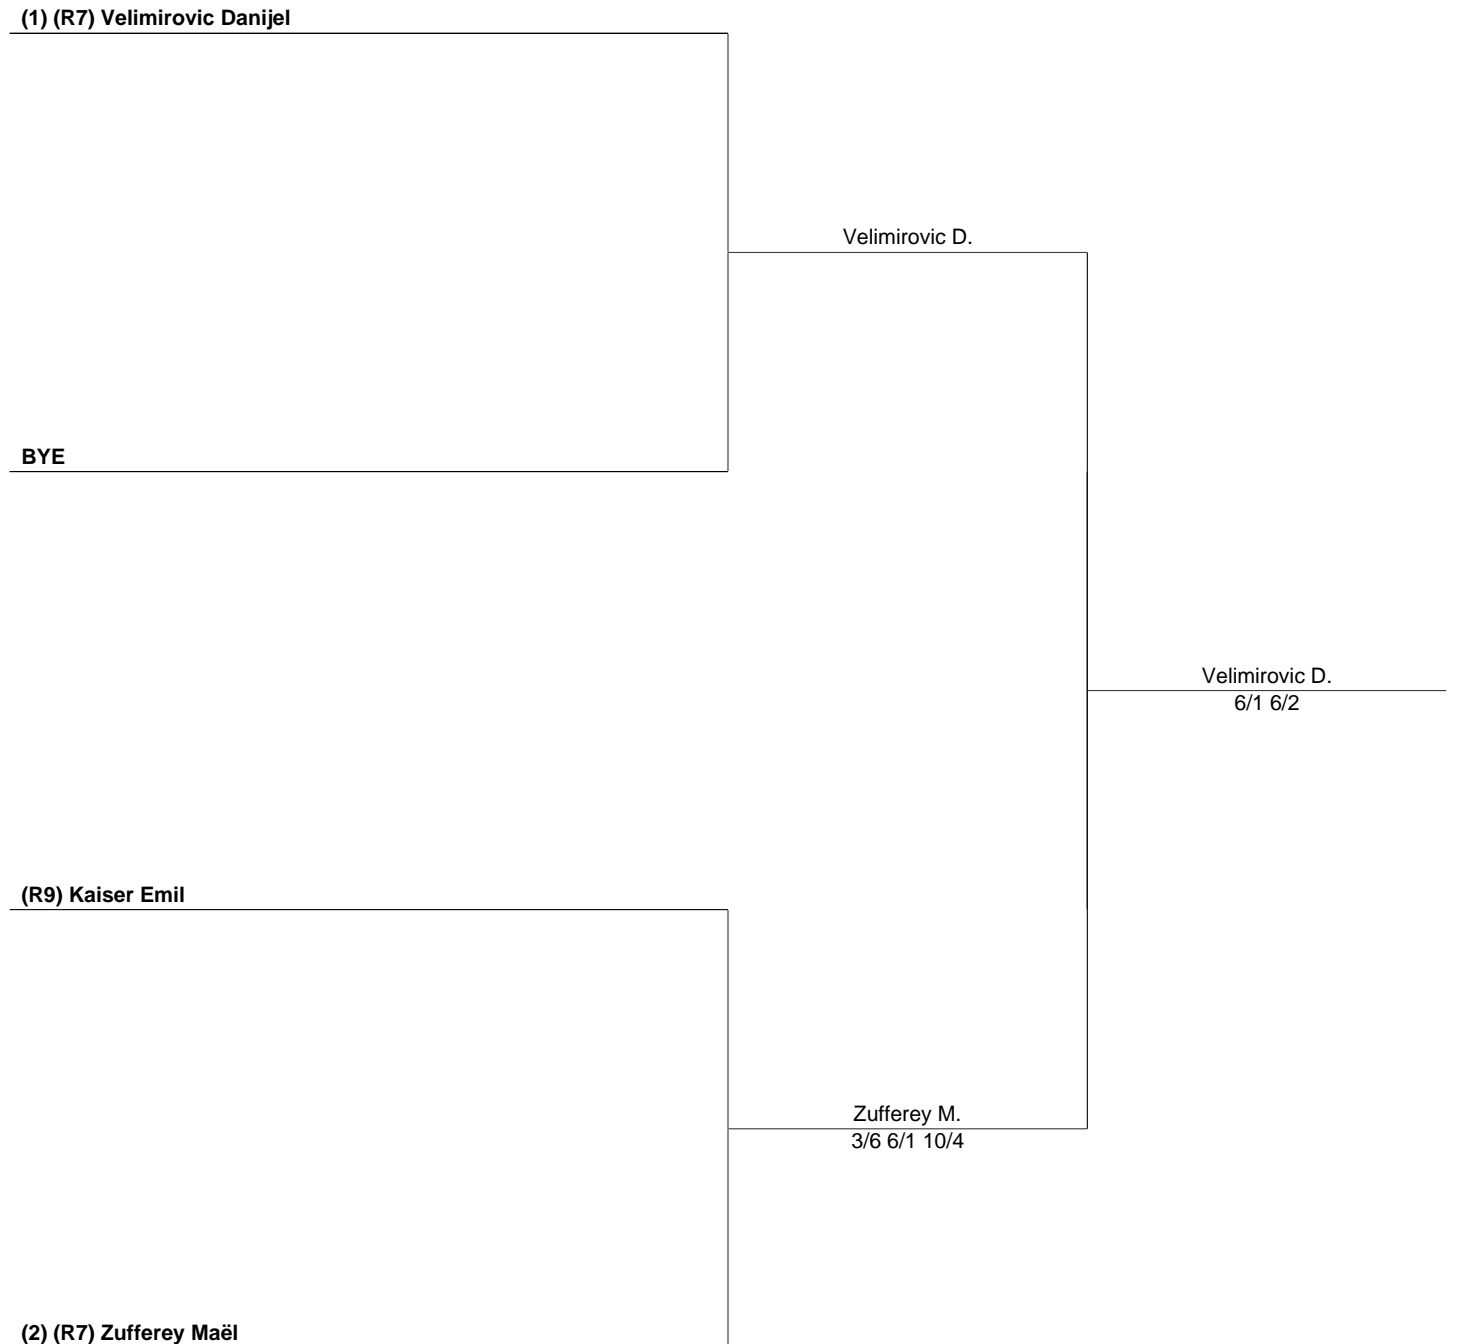 (1) (R7) Velimirovic Danijel
Velimirovic D.
BYE
Velimirovic D.
6/1 6/2
(R9) Kaiser Emil
Zufferey M.
3/6 6/1 10/4
(2) (R7) Zufferey Maël